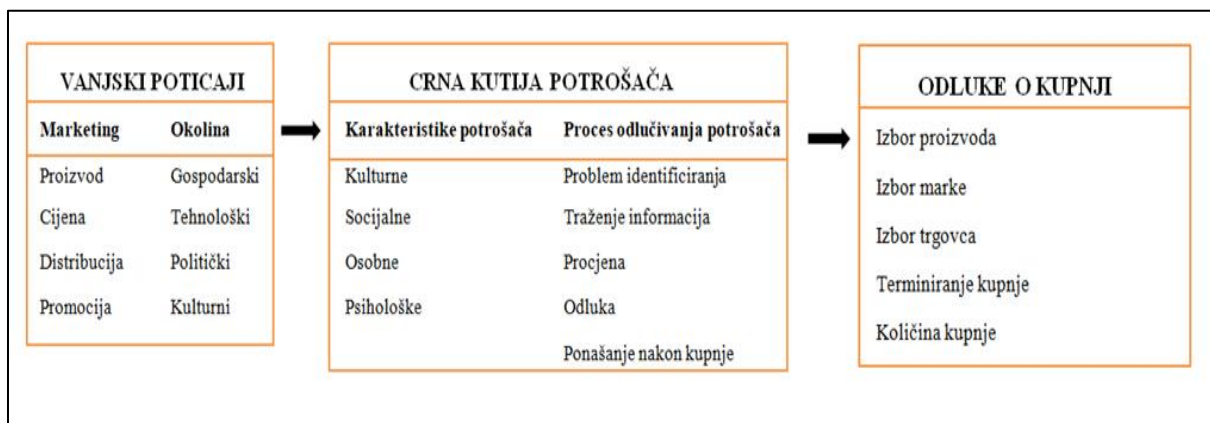 VANJSKI POTICAJI
Marketing Okolina
Proizvod Gospodarski
Cijena Tehnološki
Distribucija Politički
Promocija Kulturni
CRNA KUTIJA POTROŠAČA
Karakteristike potrošača Proces odlučivanja potrošača
Kulturne Problem identificiranja
Socijalne Traženje informacija
Osobne Procjena
Psihološke Odluka
Ponašanje nakon kupnje
ODLUKE O KUPNJI
Izbor proizvoda
Izbor marke
Izbor trgovca
Terminiranje kupnje
Količina kupnje